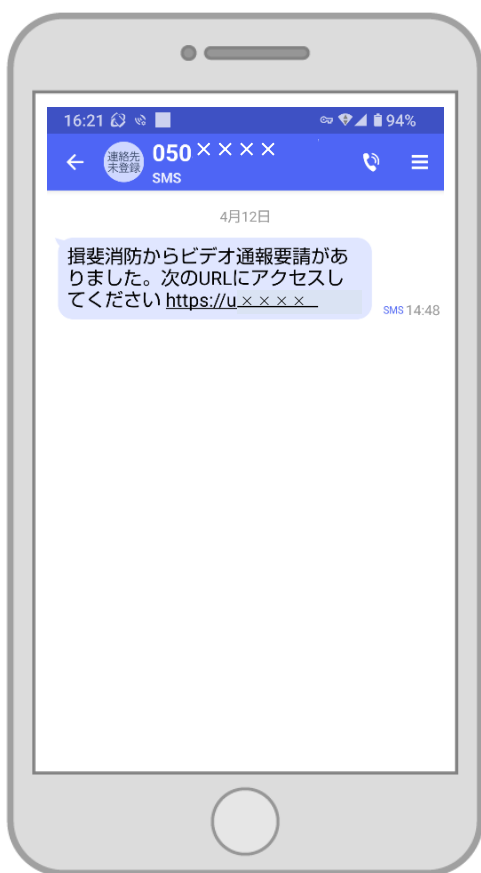 16:21 94%
連絡先
未登録
050××××
SMS
4月12日
揖斐消防からビデオ通報要請があ
りました。次のURLにアクセスし
てください https://u××××
SMS 14:48